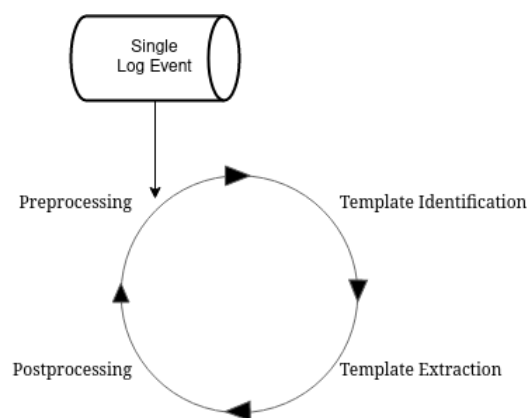 Single
Log Event
Preprocessing
Template Identification
Postprocessing
Template Extraction